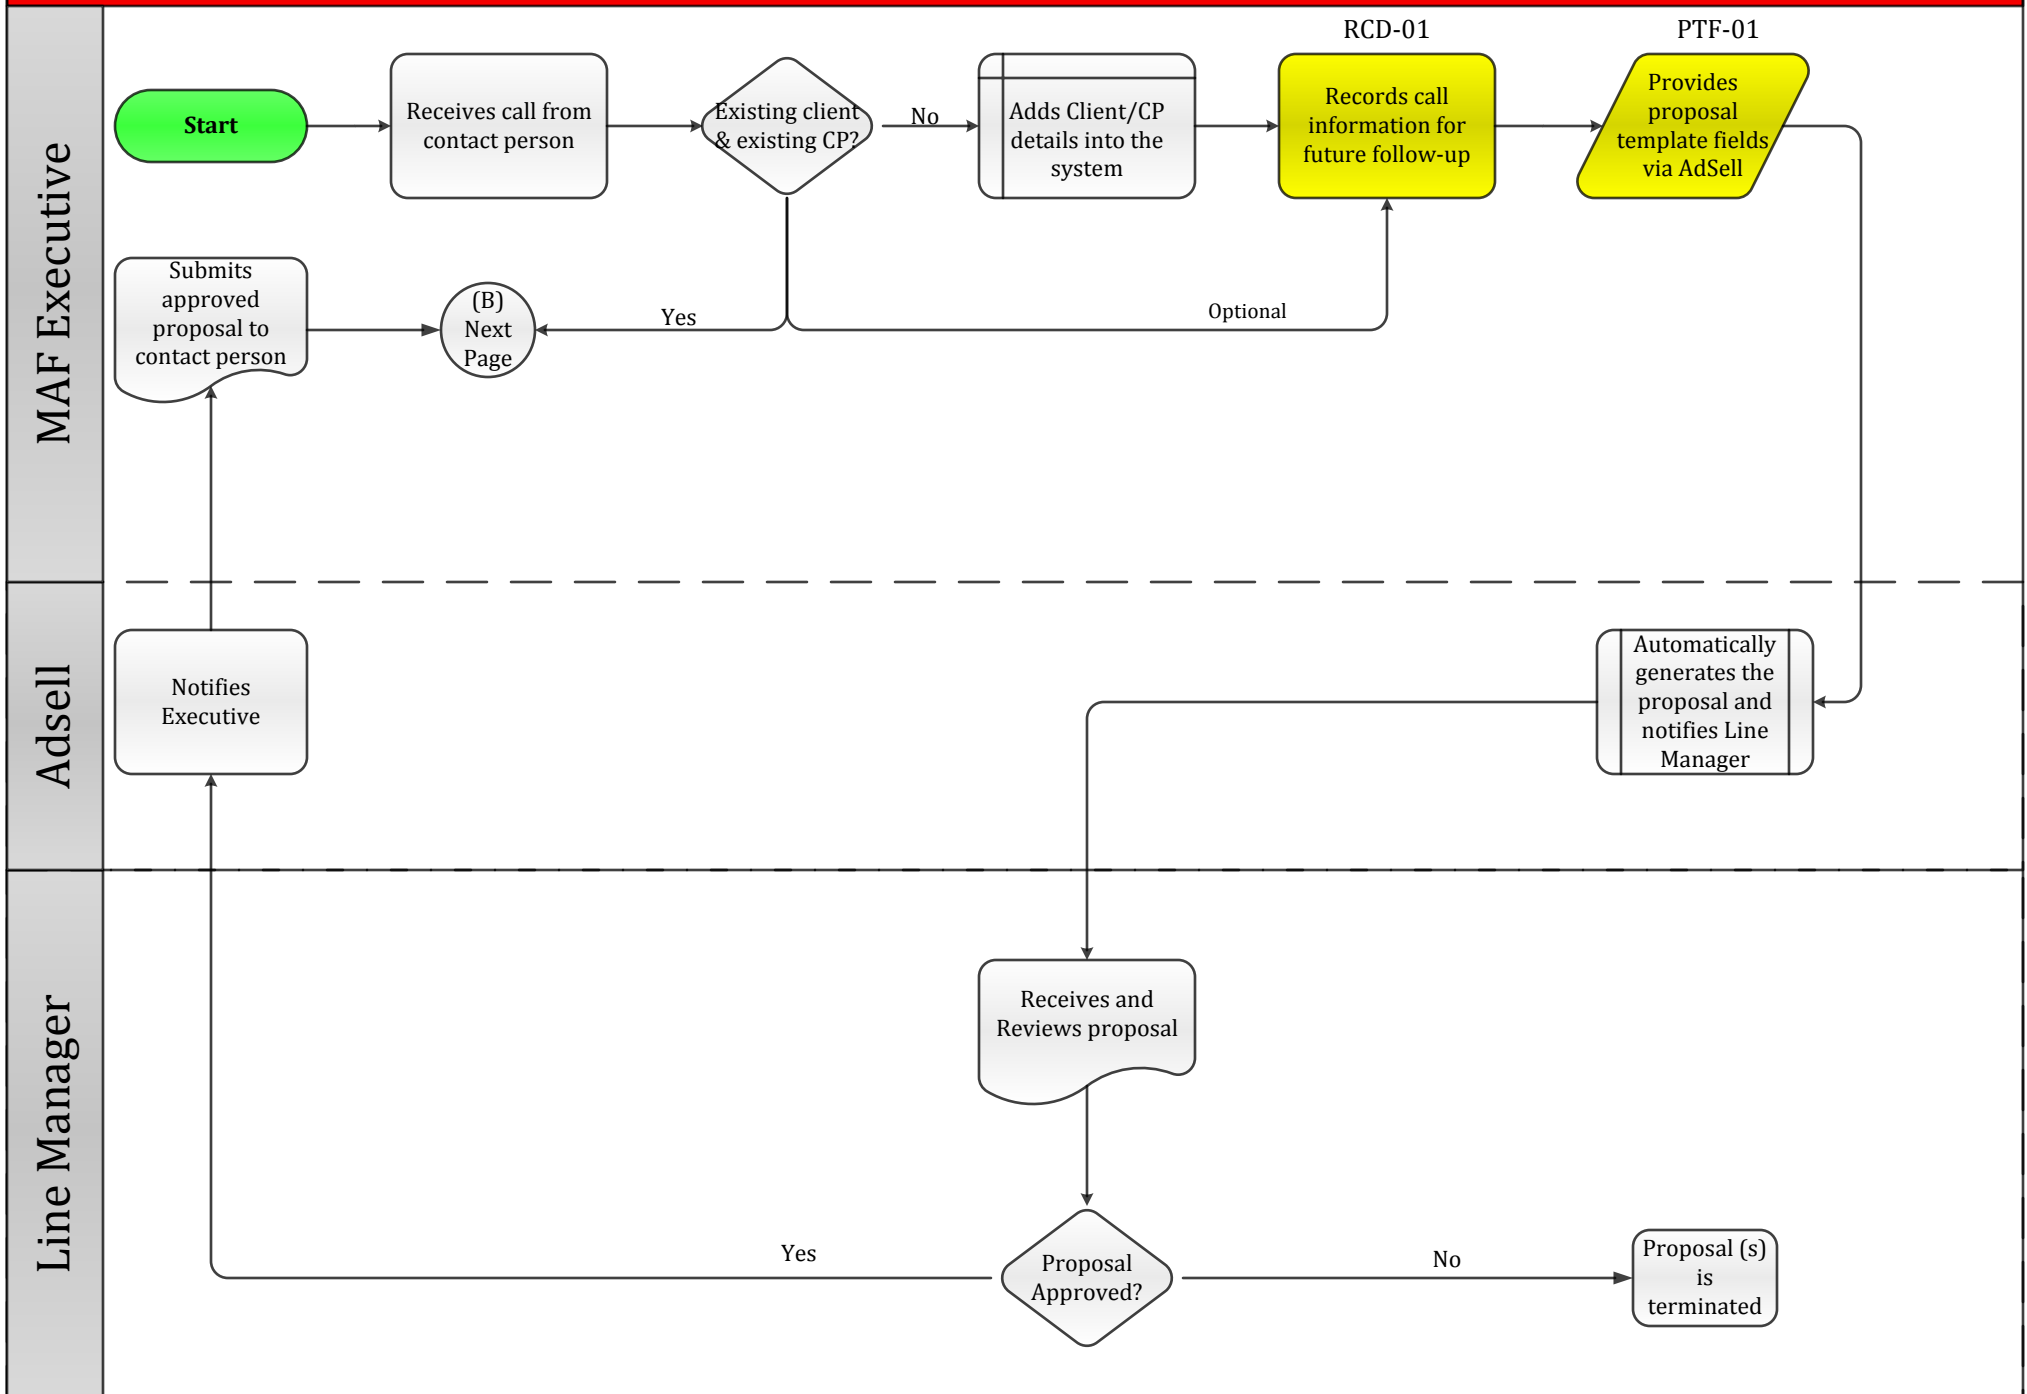 MAF Executive
RCD-01
PTF-01
Start
Receives call from
contact person
Existing client
& existing CP?
No
Adds Client/CP
details into the
system
Records call
information for
future follow-up
Provides
proposal
template fields
via AdSell
Submits
approved
proposal to
contact person
(B)
Next
Page
Yes
Optional
Adsell
Notifies
Executive
Automatically
generates the
proposal and
notifies Line
Manager
Line Manager
Receives and
Reviews proposal
Yes
Proposal
Approved?
No
Proposal (s)
is
terminated